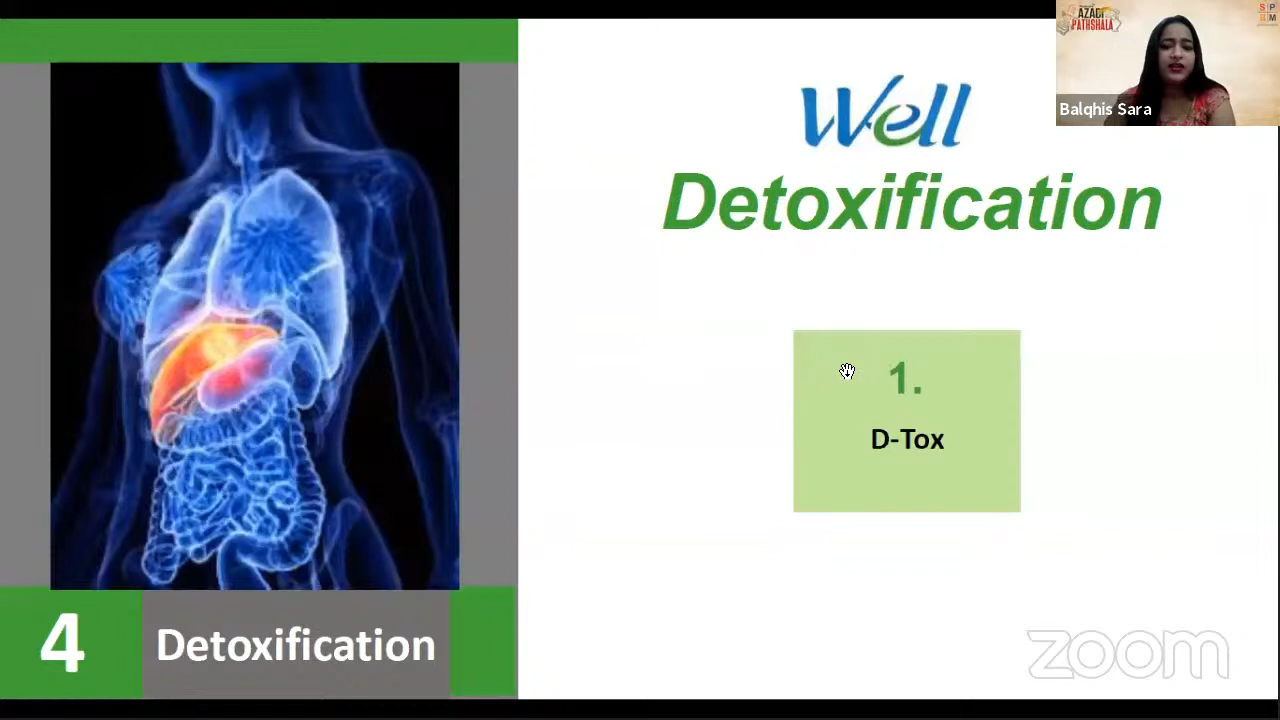 Well
Detoxification
1.
D-Tox
4
Detoxification
AZADI
PATHSHALA
S P
M
Balqhis Sara
zoom